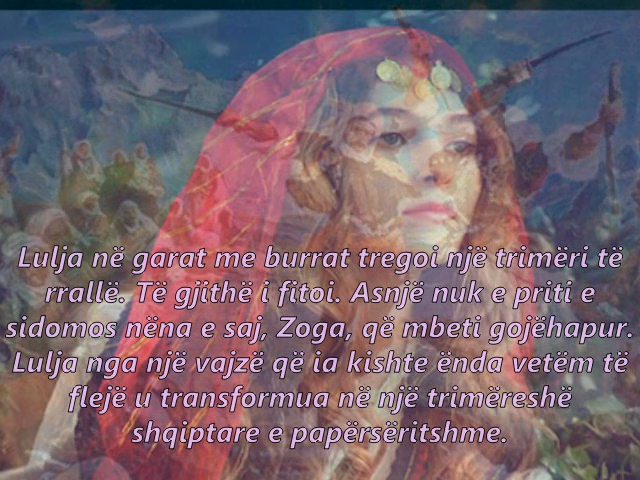 Lulja në garat me burrat tregoi një trimëri të
rrallë. Të gjithë i fitoi. Asnjë nuk e priti e
sidomos nëna e saj, Zoga, që mbeti gojëhapur.
Lulja nga një vajzë që ia kishte ënda vetëm të
flejë u transformua në një trimëreshë
shqiptare e papërsëritshme.